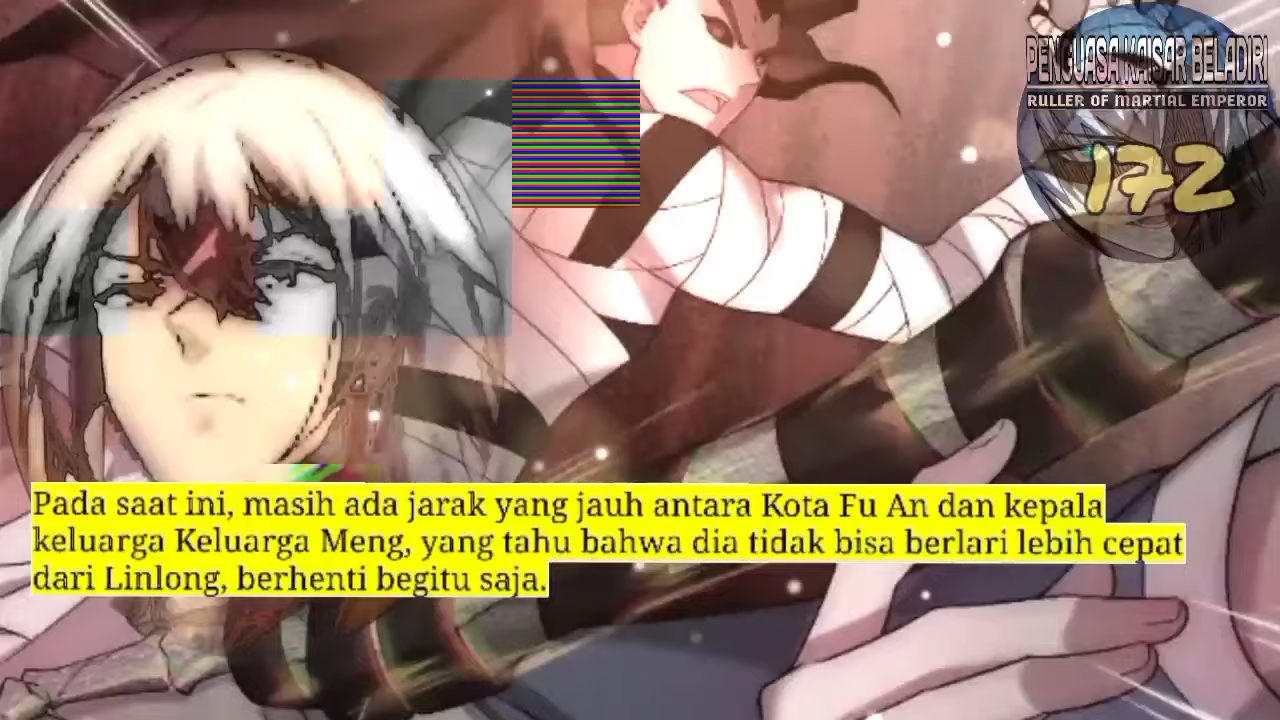 PENGUASA KAISAR BELADIRI
RULLER OF MARTIAL EMPEROR
172
Pada saat ini, masih ada jarak yang jauh antara Kota Fu An dan kepala
keluarga Keluarga Meng, yang tahu bahwa dia tidak bisa berlari lebih cepat
dari Linlong, berhenti begitu saja.